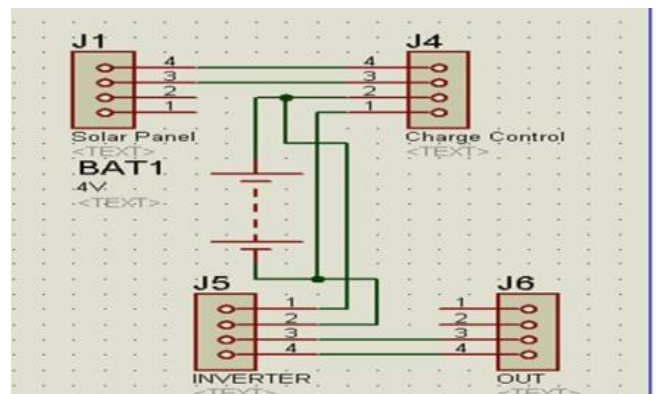 J1
4
3
2
1
Solar Panel
<TEXT>
J4
4
3
2
1
Charge Control
<TEXT>
BAT1
4V
<TEXT>
J5
1
2
3
4
INVERTER
<TEXT>
J6
1
2
3
4
OUT
<TEXT>